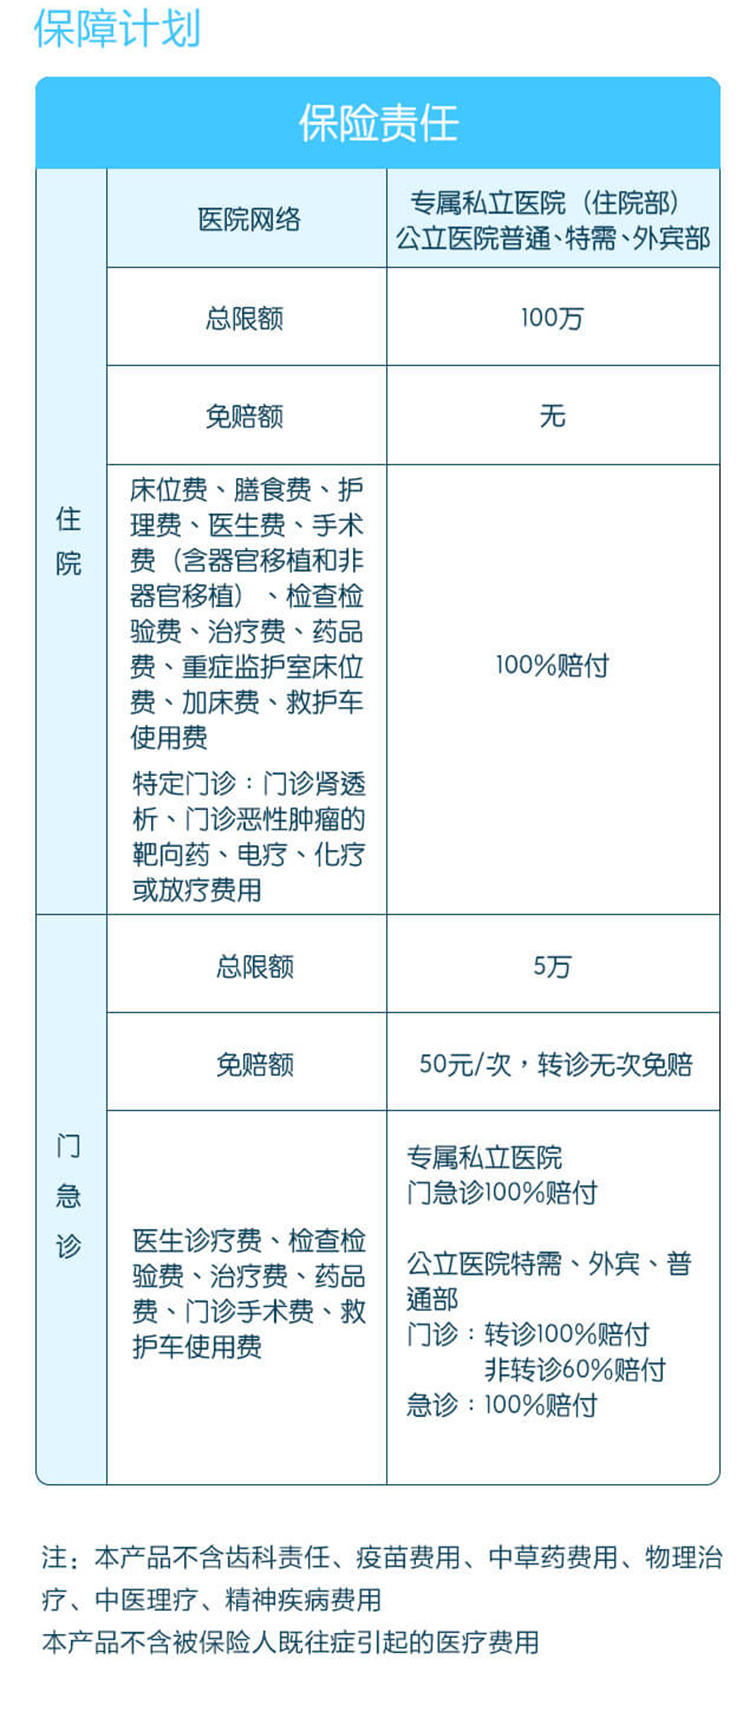 保障计划
保险责任
医院网络
专属私立医院（住院部）
公立医院普通、特需、外宾部
总限额
100万
免赔额
无
住
院
床位费、膳食费、护
理费、医生费、手术
费（含器官移植和非
器官移植）、检查检
验费、治疗费、药品
费、重症监护室床位
费、加床费、救护车
使用费
特定门诊：门诊肾透
析、门诊恶性肿瘤的
靶向药、电疗、化疗
或放疗费用
100%赔付
门
急
诊
总限额
5万
免赔额
50元/次，转诊无次免赔
医生诊疗费、检查检
验费、治疗费、药品
费、门诊手术费、救
护车使用费
专属私立医院
门急诊100%赔付
公立医院特需、外宾、普
通部
门诊：转诊100%赔付
非转诊60%赔付
急诊：100%赔付
注：本产品不含齿科责任、疫苗费用、中草药费用、物理治
疗、中医理疗、精神疾病费用
本产品不含被保险人既往症引起的医疗费用